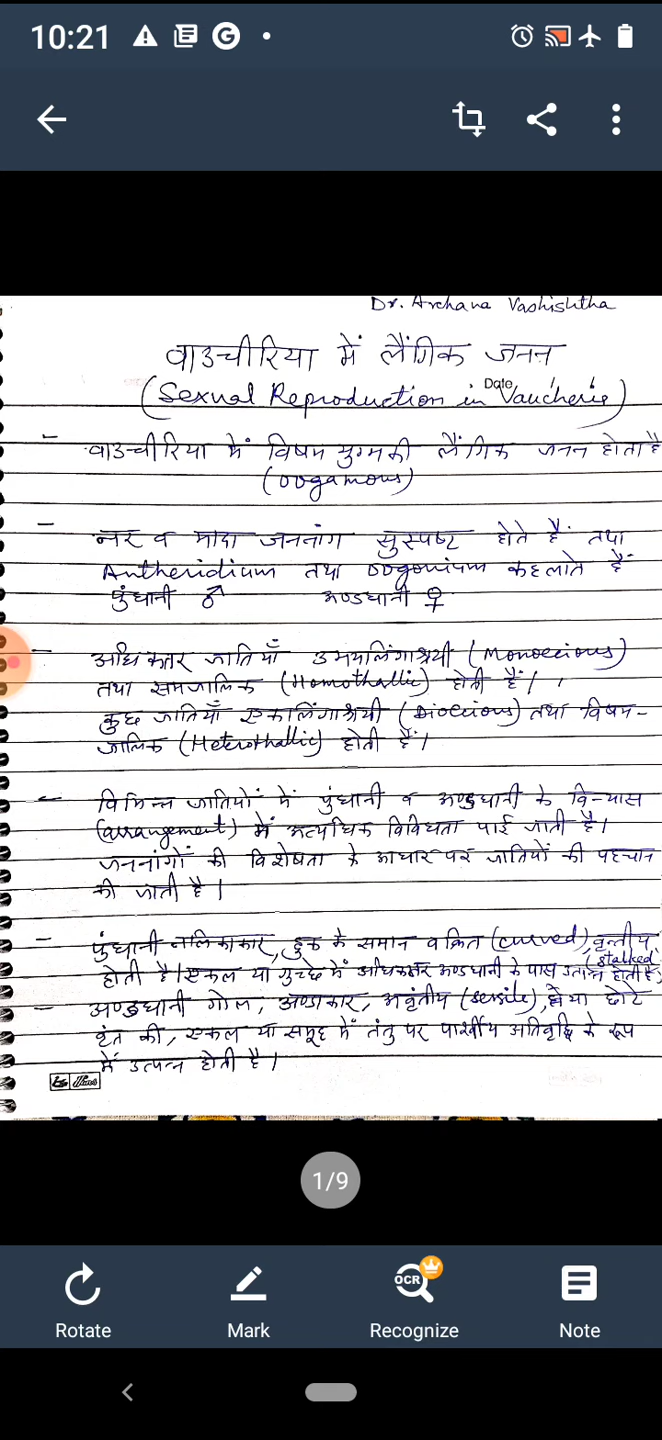 10:21
Dr. Archana Vashishtha
वाउचीरिया में लैंगिक जनन
Date / /
(Sexual Reproduction in Vaucheria)
- वाउचीरिया में विषम युग्मकी लैंगिक जनन होता है
(oogamous)
- नर व मादा जननांग सुस्पष्ट होते हैं तथा
Antheridium तथा oogonium कहलाते हैं
पुंधानी ♂ अण्डधानी ♀
- अधिकतर जातियाँ उभयलिंगाश्रयी (Monoecious)
तथा समजालिक (Homothallic) होती हैं।
कुछ जातियाँ एकालिंगाश्रयी (Dioecious) तथा विषम-
जालिक (Hetrothallic) होती हैं।
- विभिन्न जातियों में पुंधानी व अण्डधानी के विन्यास
(arrangement) में अत्यधिक विविधता पाई जाती है।
जननांगों की विशेषता के आधार पर जातियों की पहचान
की जाती है।
- पुंधानी नलिकाकार, हुक के समान वक्रित (curved), वृन्तीय
(stalked)
होती है। एकल या गुच्छे में अधिकतर अण्डधानी के पास उत्पन्न होती है,
- अण्डधानी गोल, अण्डाकार, अवृंतीय (sessile), या छोटे
वृंत की, एकल या समूह में तंतु पर पार्श्वीय अतिवृद्धि के रूप
में उत्पन्न होती है।
1/9
Rotate
Mark
OCR
Recognize
Note